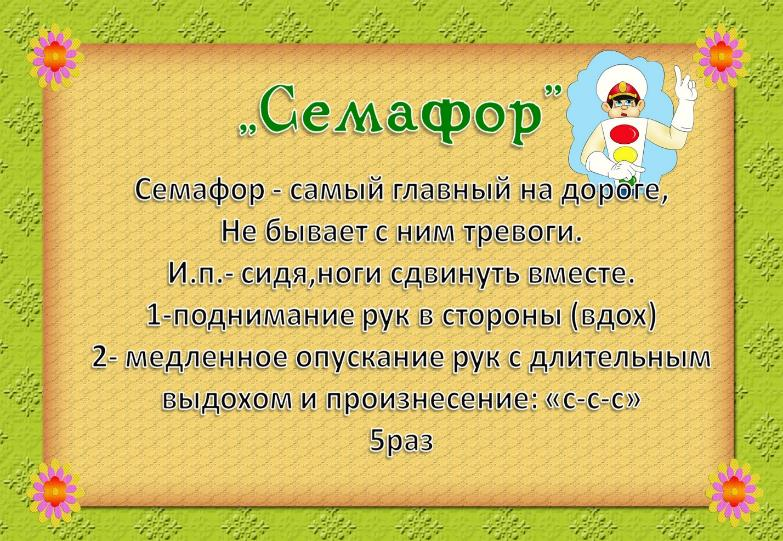 „Семафор”
Семафор - самый главный на дороге,
Не бывает с ним тревоги.
И.п.- сидя,ноги сдвинуть вместе.
1-поднимание рук в стороны (вдох)
2- медленное опускание рук с длительным
выдохом и произнесение: «с-с-с»
5раз